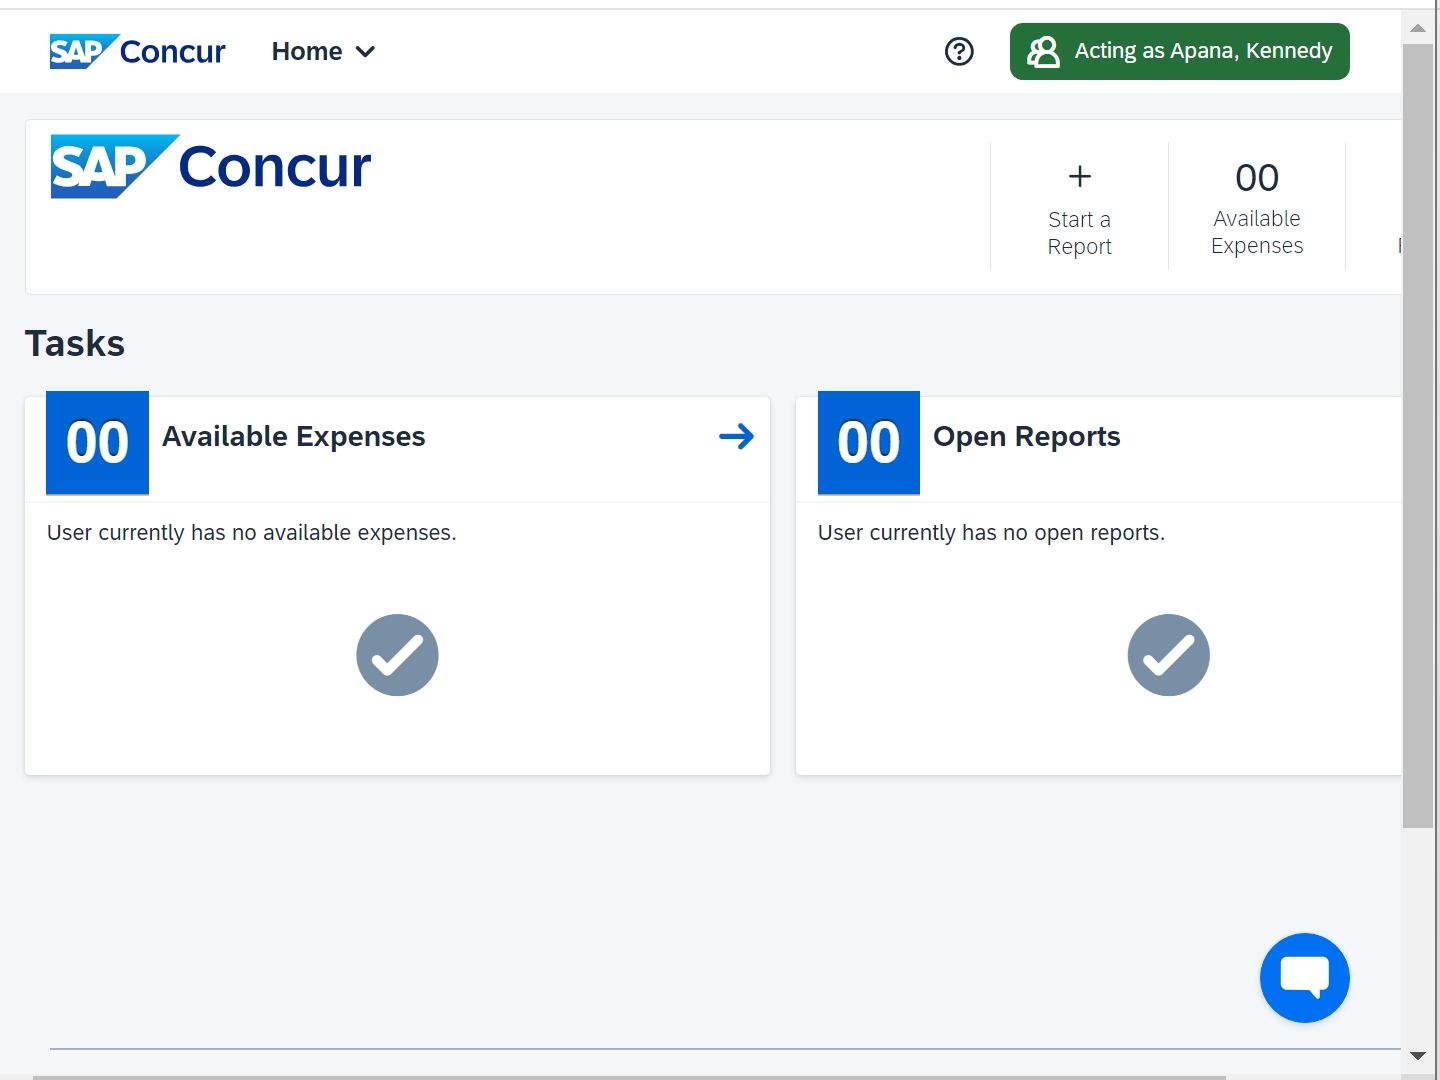 SAP Concur Home Acting as Apana, Kennedy
SAP Concur
+
Start a
Report
00
Available
Expenses
Tasks
00 Available Expenses
User currently has no available expenses.
00 Open Reports
User currently has no open reports.